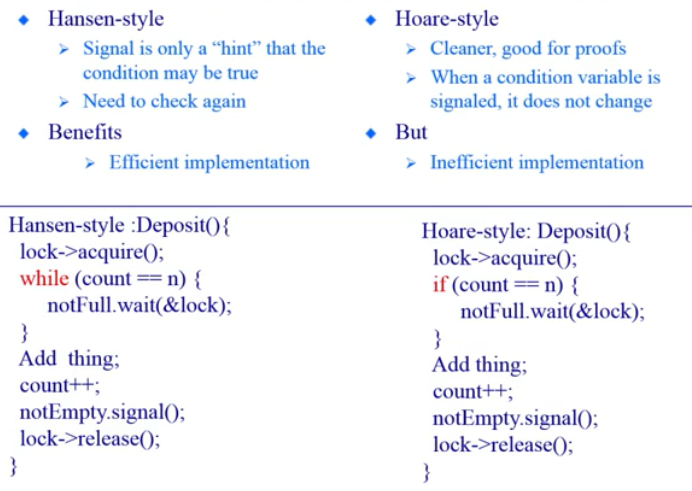 Hansen-style
Signal is only a “hint” that the
condition may be true
Need to check again
Benefits
Efficient implementation
Hoare-style
Cleaner, good for proofs
When a condition variable is
signaled, it does not change
But
Inefficient implementation
Hansen-style :Deposit(){
lock->acquire();
while (count == n) {
notFull.wait(&lock);
}
Add thing;
count++;
notEmpty.signal();
lock->release();
}
Hoare-style: Deposit(){
lock->acquire();
if (count == n) {
notFull.wait(&lock);
}
Add thing;
count++;
notEmpty.signal();
lock->release();
}